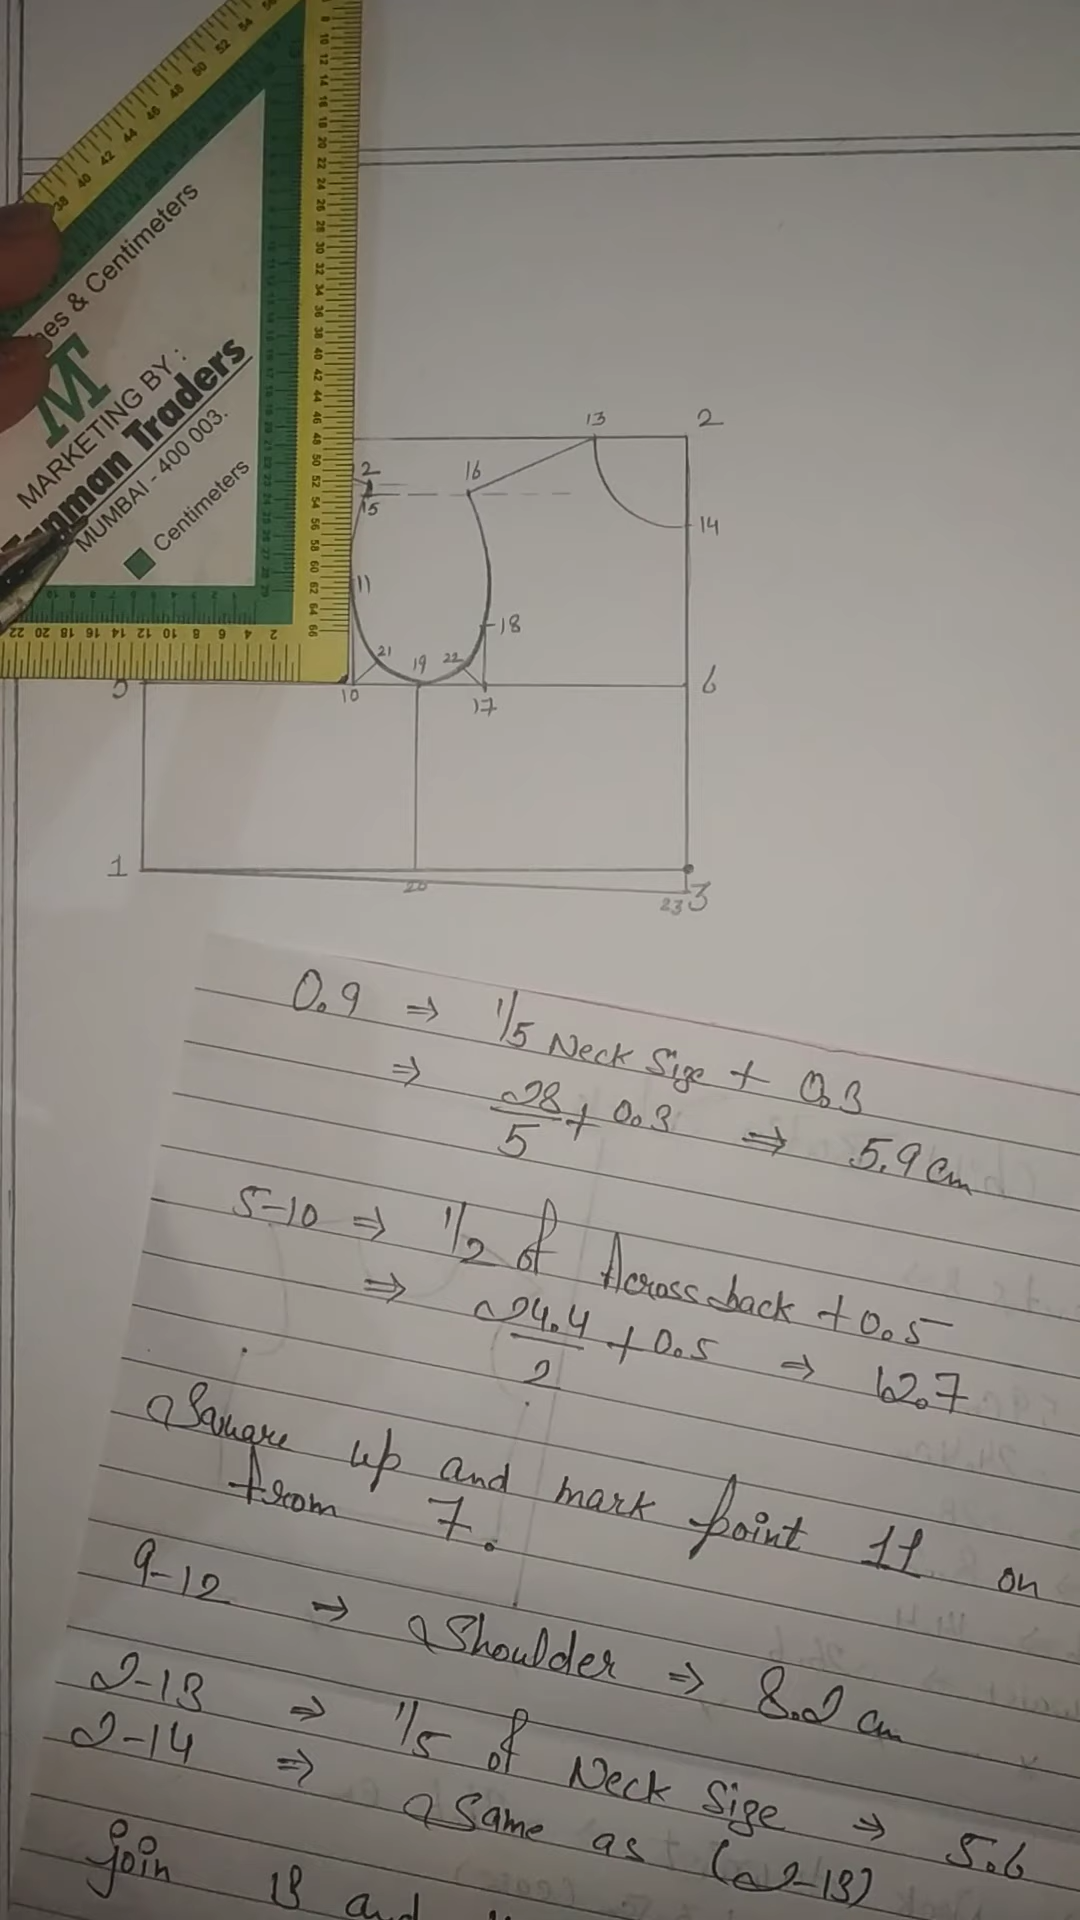 Inches & Centimeters
MARKETING BY :
MUMBAI - 400 003.
Centimeters
13
2
16
15
14
11
18
21
19
22
10
17
6
1
20
23
3
0.9 ⇒ 1/5 Neck Size + 0.3
⇒ 28/5 + 0.3 ⇒ 5.9 cm
5-10 ⇒ 1/2 of Across back + 0.5
⇒ 24.4/2 + 0.5 ⇒ 12.7
Square up and mark point 11 on
from 7.
9-12 ⇒ Shoulder ⇒ 8.2 cm
2-13 ⇒ 1/5 of Neck Size ⇒ 5.6
2-14 ⇒ Same as (2-13)
join 13 and